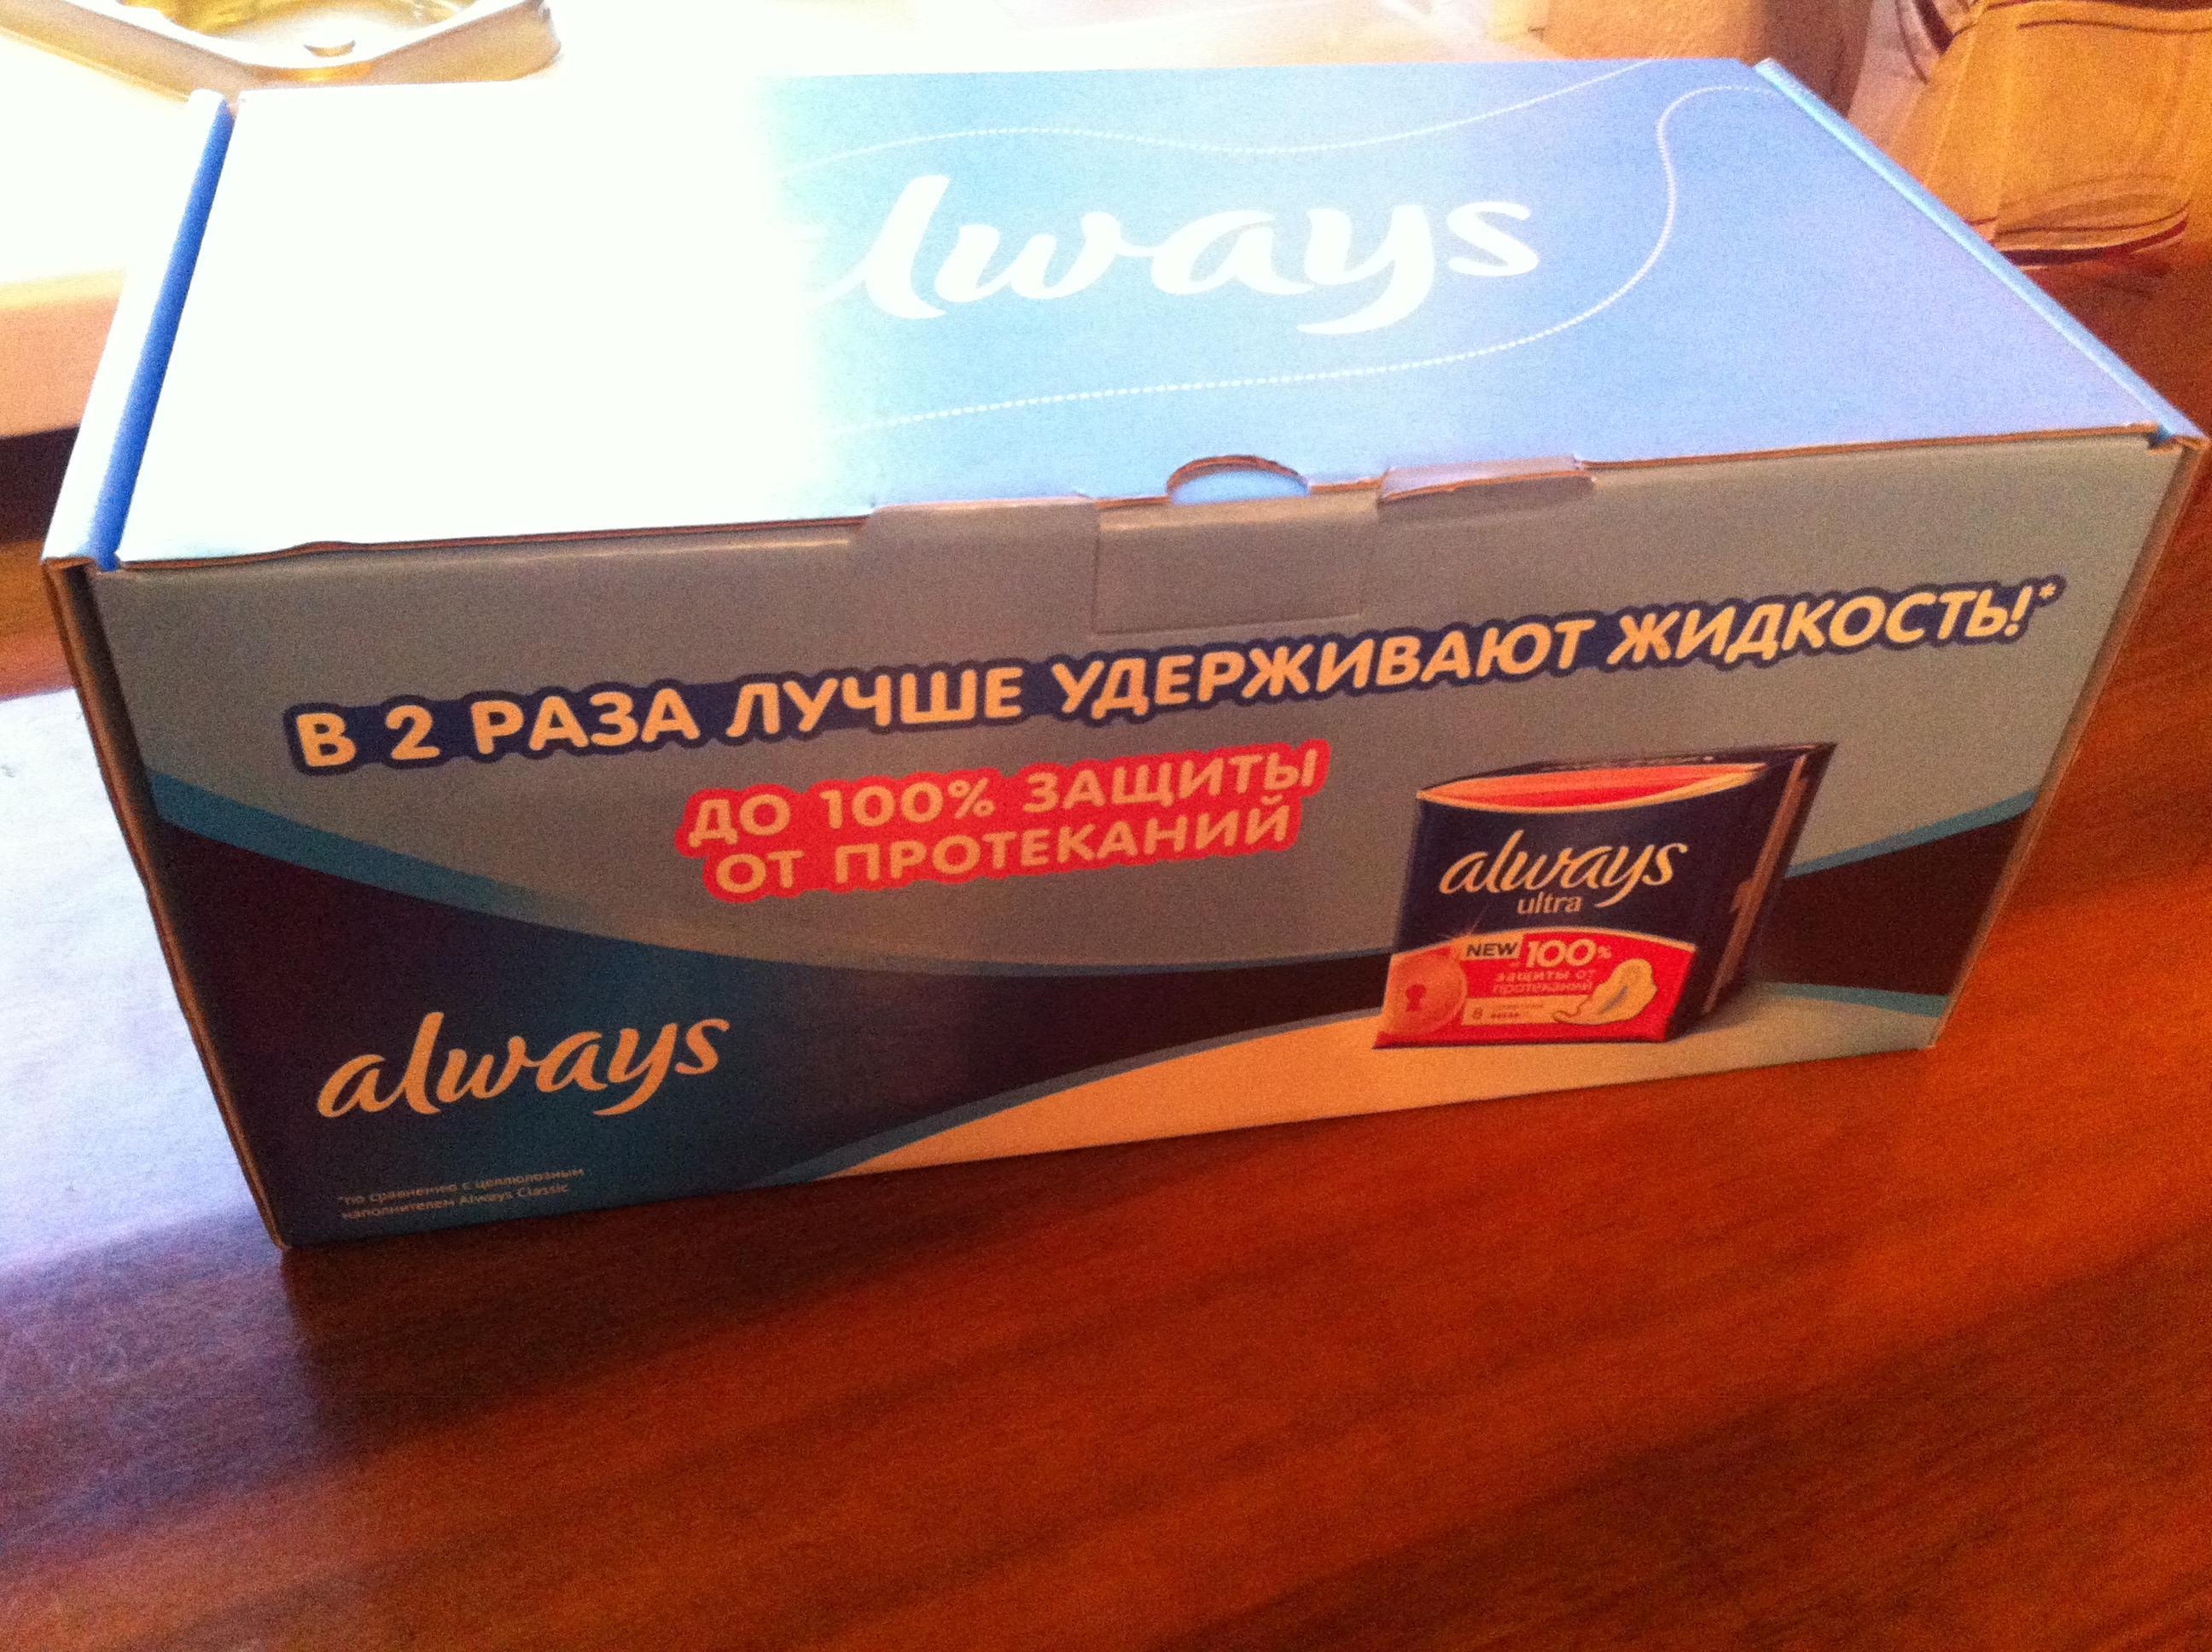 always
В 2 РАЗА ЛУЧШЕ УДЕРЖИВАЮТ ЖИДКОСТЬ!*
ДО 100% ЗАЩИТЫ
ОТ ПРОТЕКАНИЙ
always
ultra
NEW 100%
защиты от
протеканий
8
always
*по сравнению с целлюлозным
наполнителем Always Classic